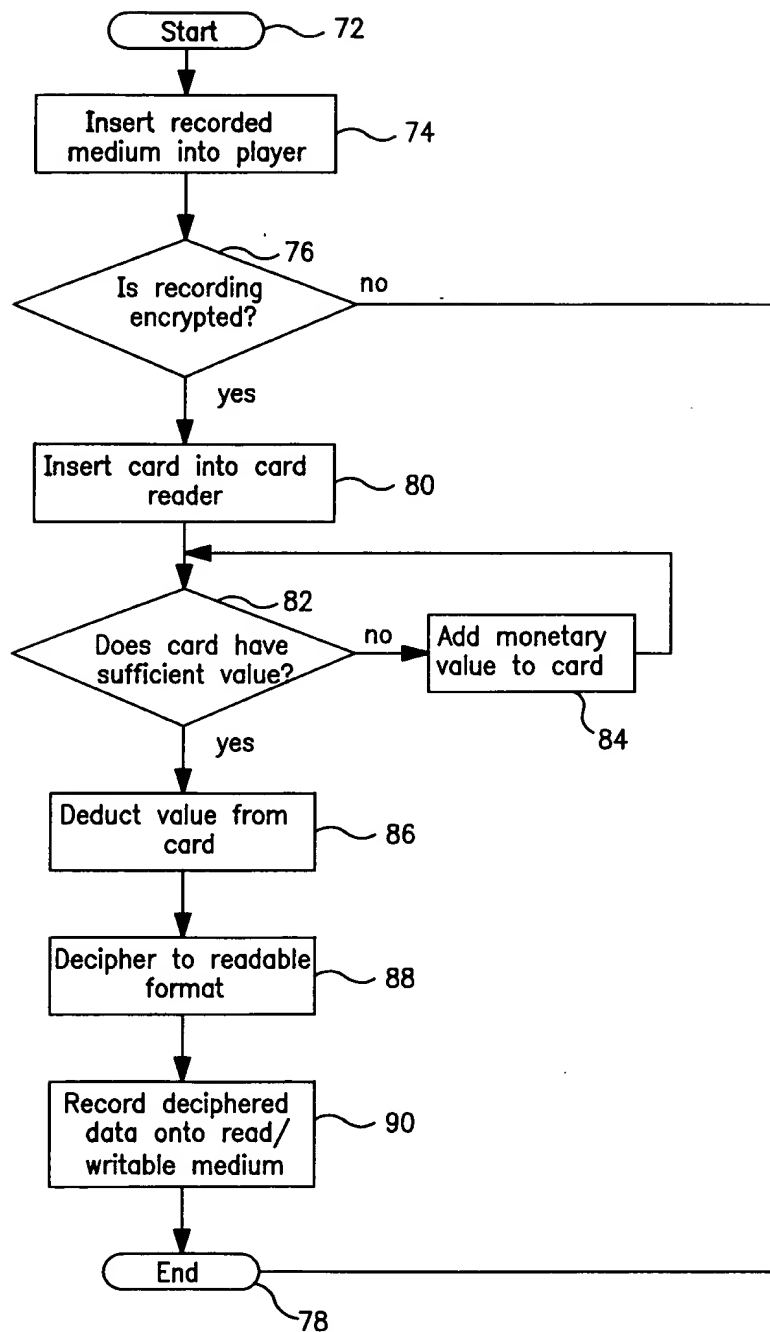 Start
72
Insert recorded
medium into player
74
76
Is recording
encrypted?
no
yes
Insert card into card
reader
80
82
Does card have
sufficient value?
no
Add monetary
value to card
84
yes
Deduct value from
card
86
Decipher to readable
format
88
Record deciphered
data onto read/
writable medium
90
End
78